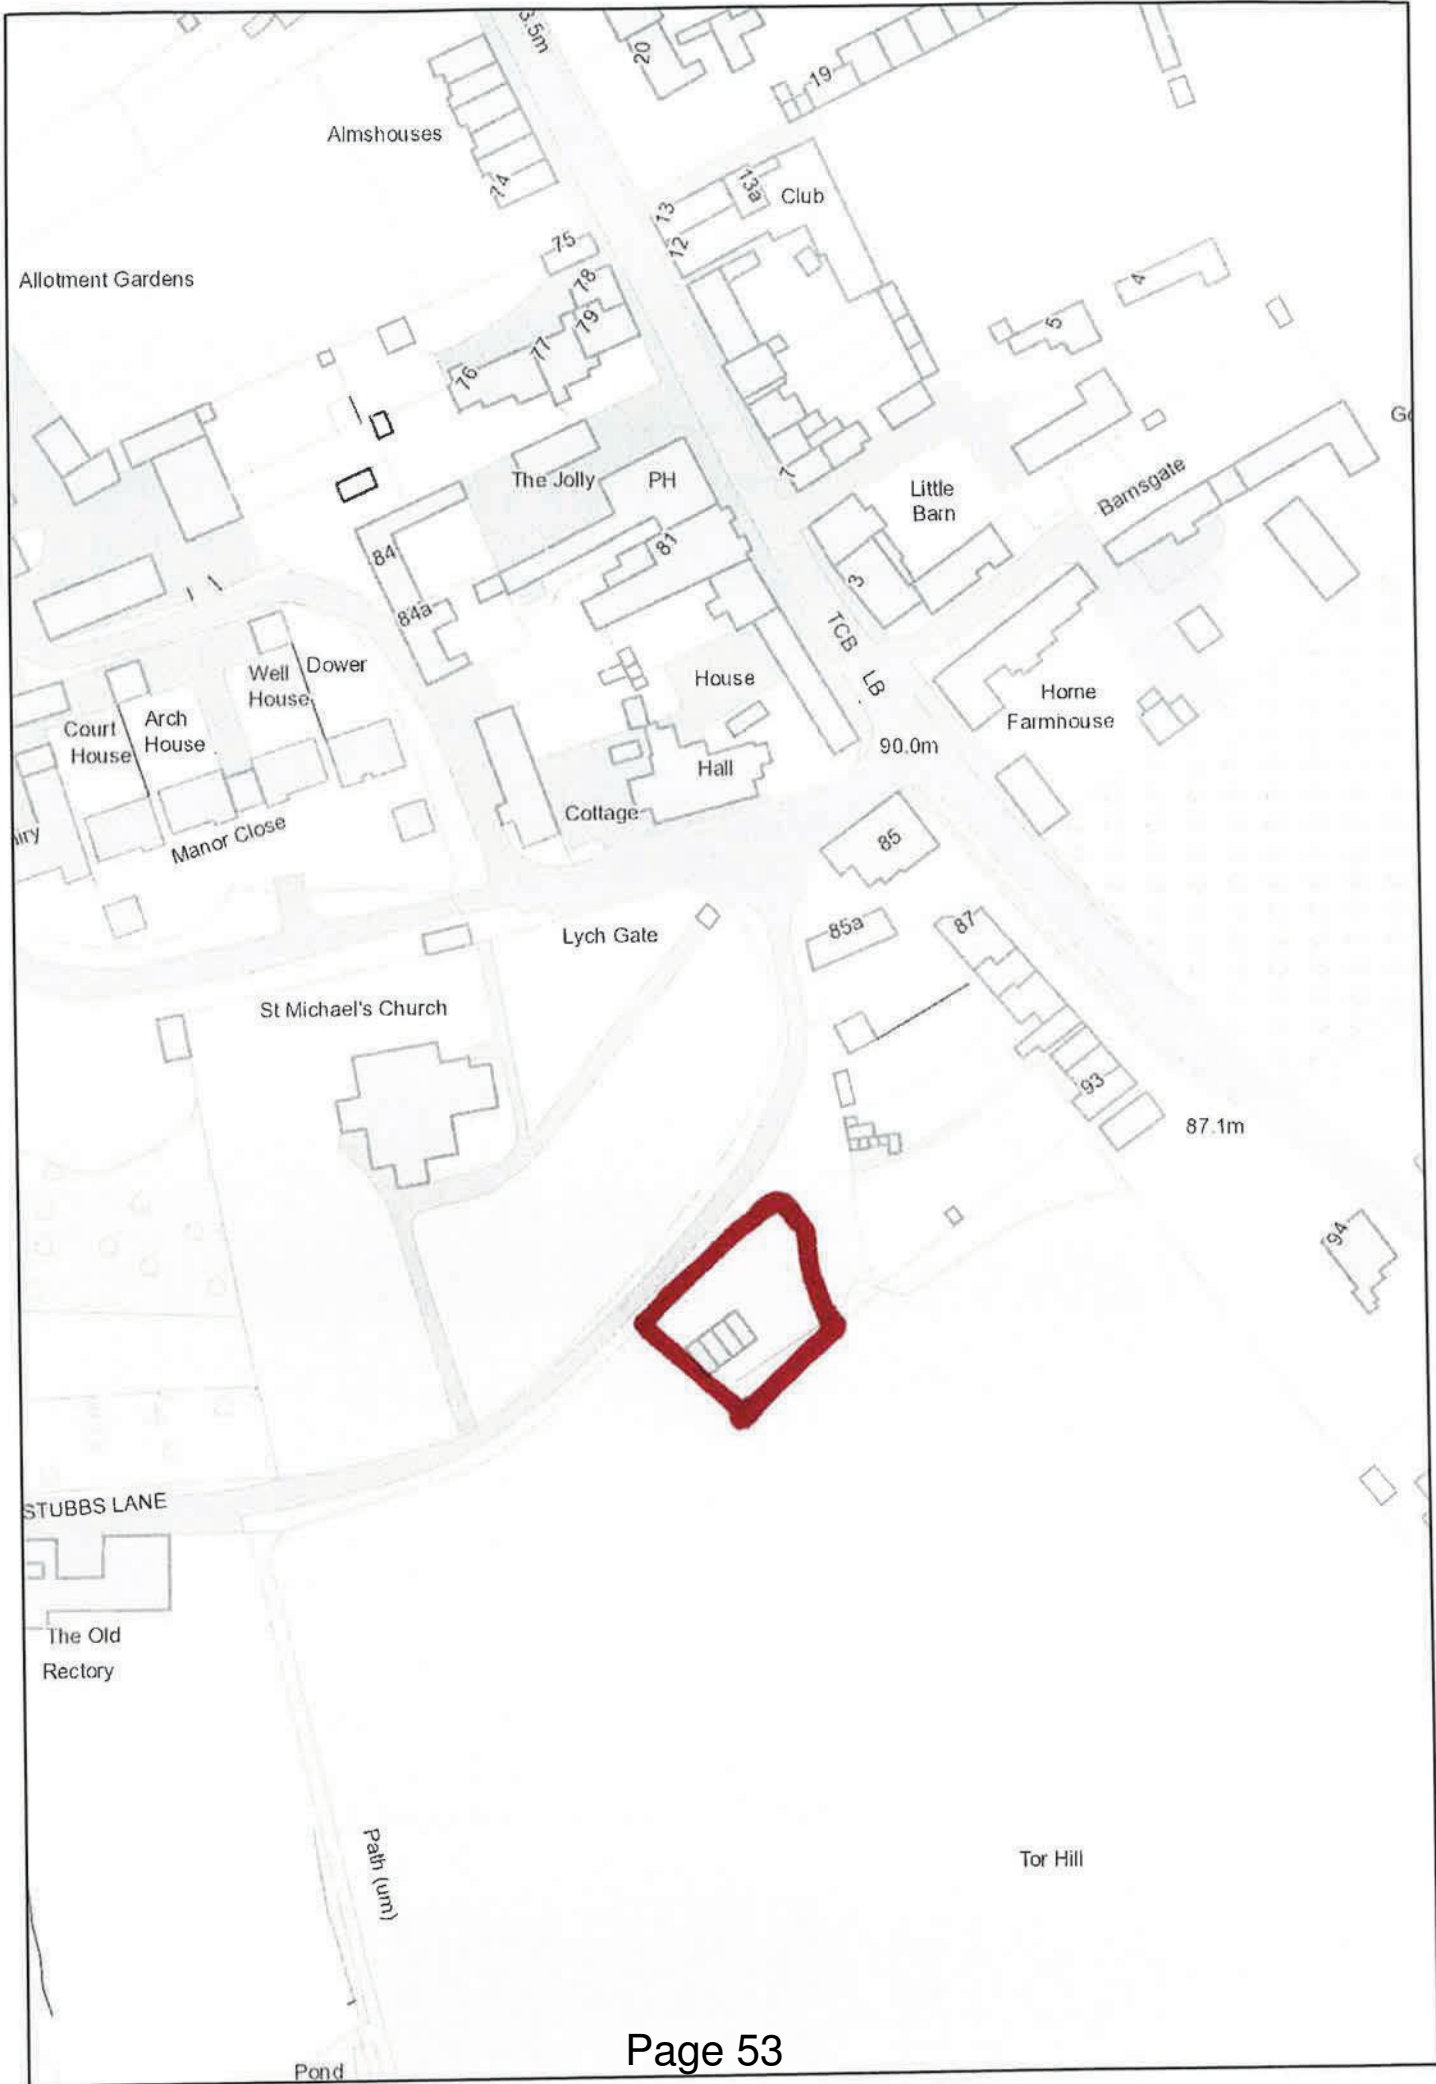 3.5m
20
19
Almshouses
74
13a
Club
13
12
75
Allotment Gardens
78
79
77
76
4
5
The Jolly
PH
7
Little
Barn
Barnsgate
81
84
84a
3
TCB
LB
Well
House
Dower
House
Court
House
Arch
House
Horne
Farmhouse
90.0m
Hall
Cottage
Manor Close
85
85a
87
Lych Gate
St Michael's Church
93
87.1m
94
STUBBS LANE
The Old
Rectory
Path (um)
Tor Hill
Pond
Page 53